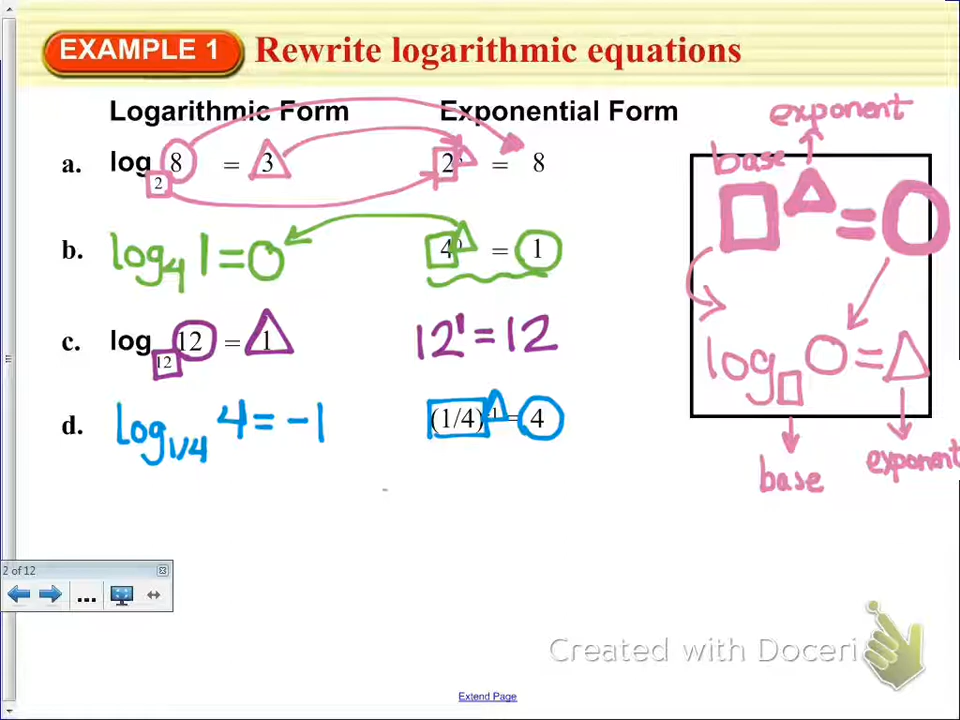 EXAMPLE 1 Rewrite logarithmic equations
Logarithmic Form Exponential Form
a. log₂ 8 = 3 2³ = 8
b. log₄ 1 = 0 4⁰ = 1
c. log₁₂ 12 = 1 12¹ = 12
d. log₁/₄ 4 = -1 (1/4)⁻¹ = 4
exponent
base
□^△ = ○
log□ ○ = △
base
exponent
2 of 12
...
Created with Doceri
Extend Page